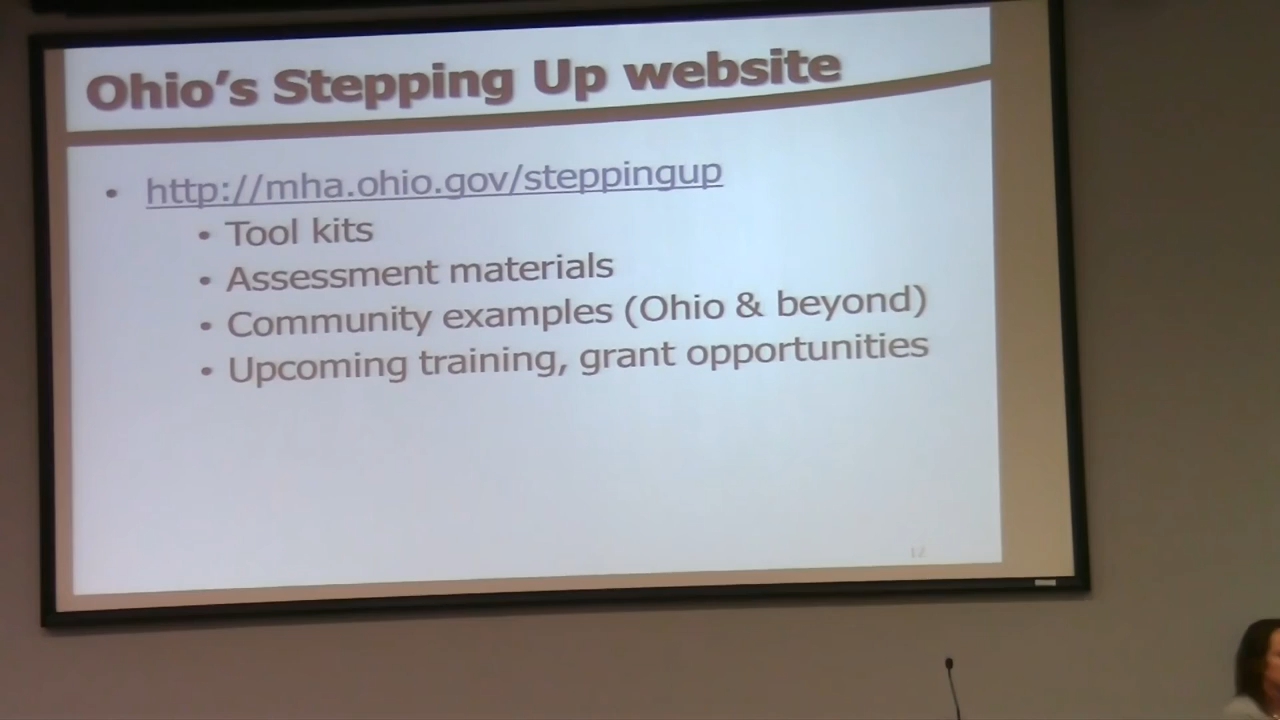 Ohio's Stepping Up website
• http://mha.ohio.gov/steppingup
• Tool kits
• Assessment materials
• Community examples (Ohio & beyond)
• Upcoming training, grant opportunities
12